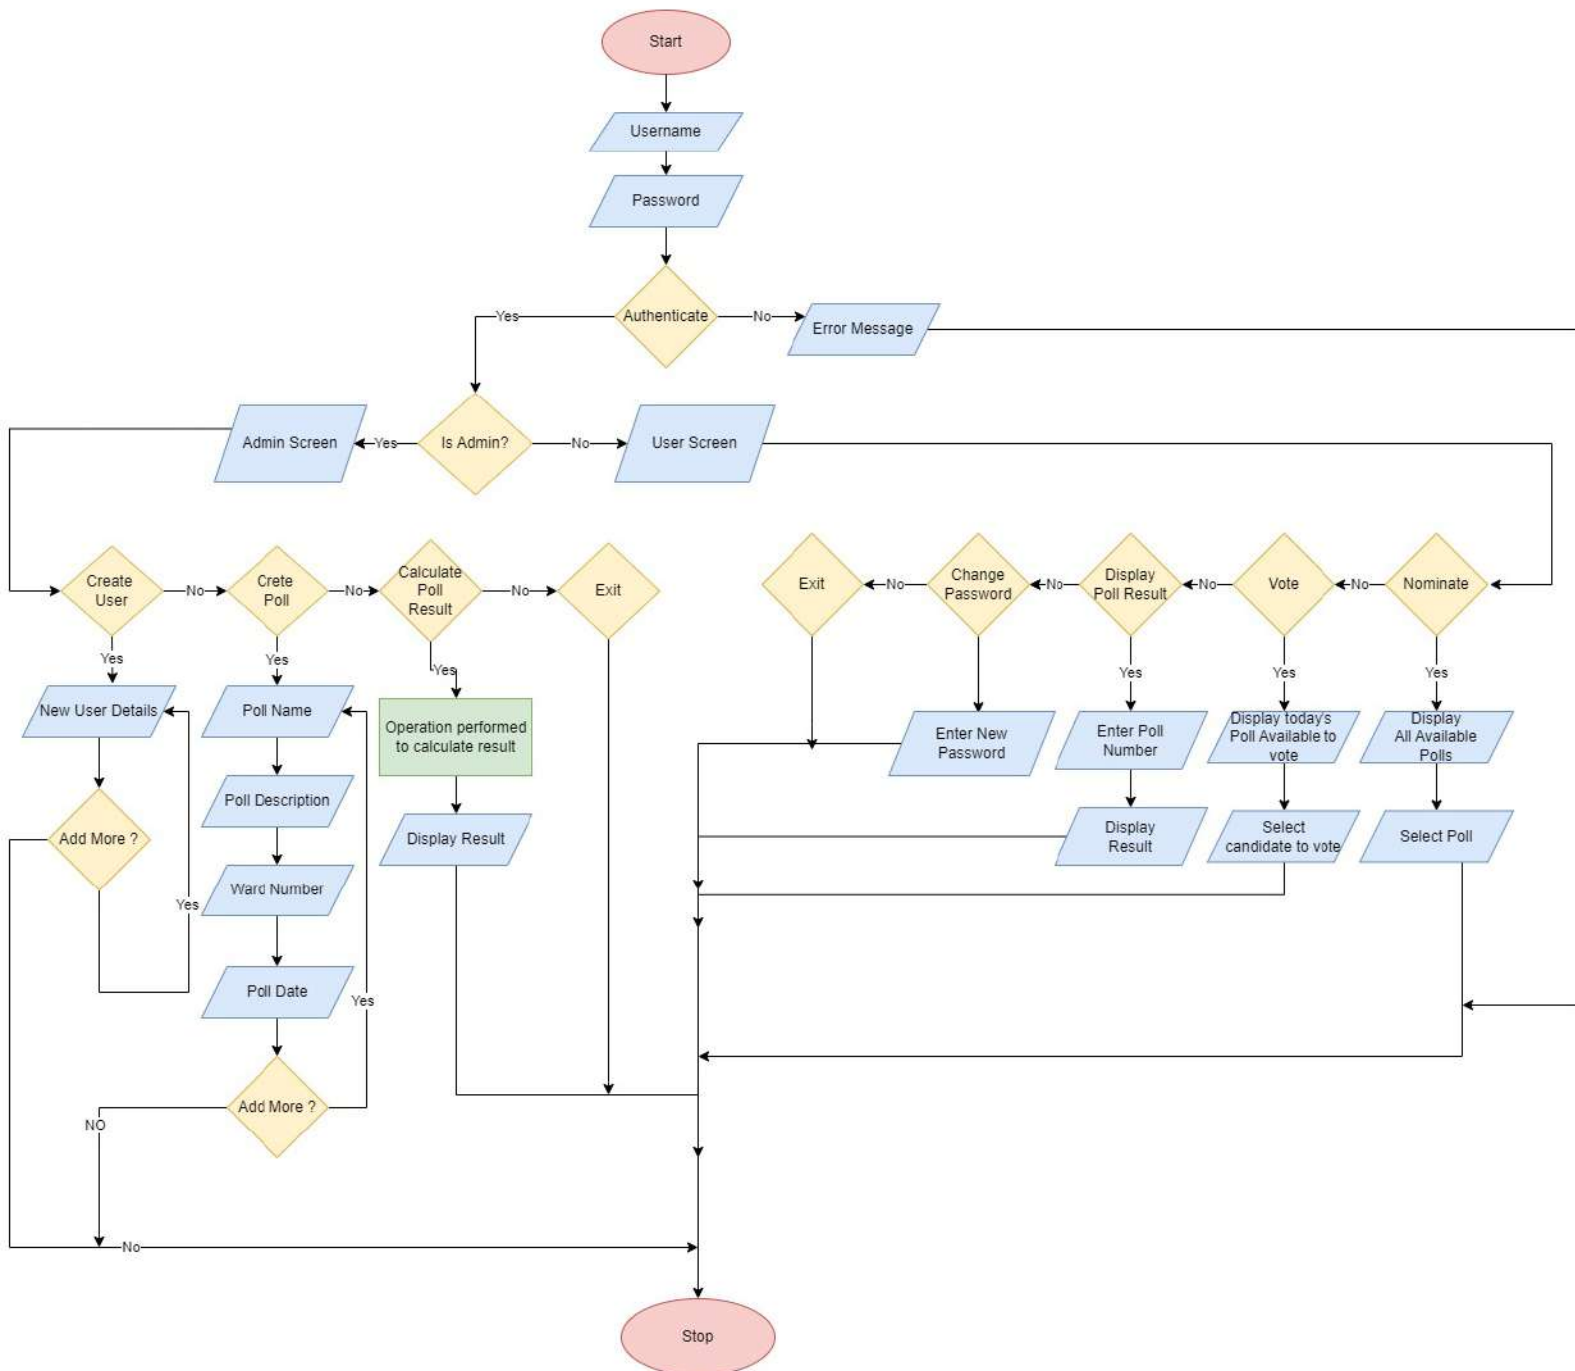 Start
Username
Password
Authenticate
Yes
No
Error Message
Admin Screen
Yes
Is Admin?
No
User Screen
Create
User
No
Crete
Poll
No
Calculate
Poll
Result
No
Exit
Exit
No
Change
Password
No
Display
Poll Result
No
Vote
No
Nominate
Yes
Yes
Yes
Yes
Yes
Yes
New User Details
Poll Name
Operation performed
to calculate result
Enter New
Password
Enter Poll
Number
Display today's
Poll Available to
vote
Display
All Available
Polls
Poll Description
Add More ?
Display Result
Display
Result
Select
candidate to vote
Select Poll
Ward Number
Yes
Poll Date
Yes
Add More ?
NO
No
Stop